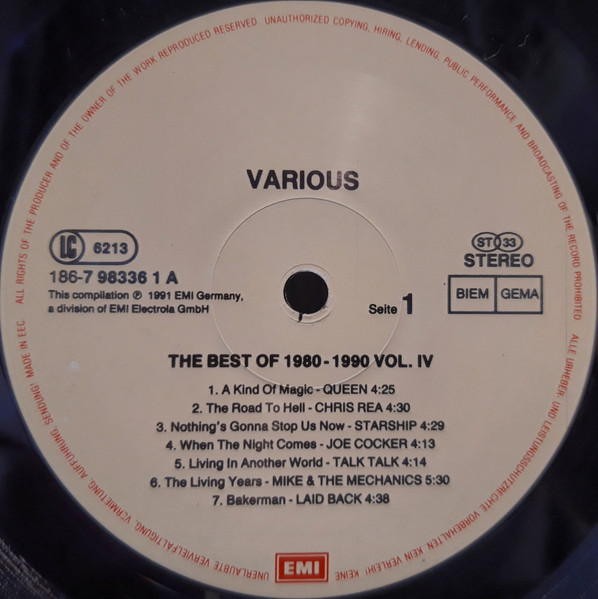 ALL RIGHTS OF THE PRODUCER AND OF THE OWNER OF THE WORK REPRODUCED RESERVED UNAUTHORIZED COPYING, HIRING, LENDING, PUBLIC PERFORMANCE AND BROADCASTING OF THE RECORD PROHIBITED
ALLE URHEBER- UND LEISTUNGSSCHUTZRECHTE VORBEHALTEN KEIN VERLEIH! KEINE UNERLAUBTE VERVIELFÄLTIGUNG, VERMIETUNG, AUFFÜHRUNG, SENDUNG! MADE IN EEC
VARIOUS
LC 6213
186-7 98336 1 A
This compilation ℗ 1991 EMI Germany,
a division of EMI Electrola GmbH
ST 33
STEREO
BIEM GEMA
Seite 1
THE BEST OF 1980-1990 VOL. IV
1. A Kind Of Magic - QUEEN 4:25
2. The Road To Hell - CHRIS REA 4:30
3. Nothing's Gonna Stop Us Now - STARSHIP 4:29
4. When The Night Comes - JOE COCKER 4:13
5. Living In Another World - TALK TALK 4:14
6. The Living Years - MIKE & THE MECHANICS 5:30
7. Bakerman - LAID BACK 4:38
EMI